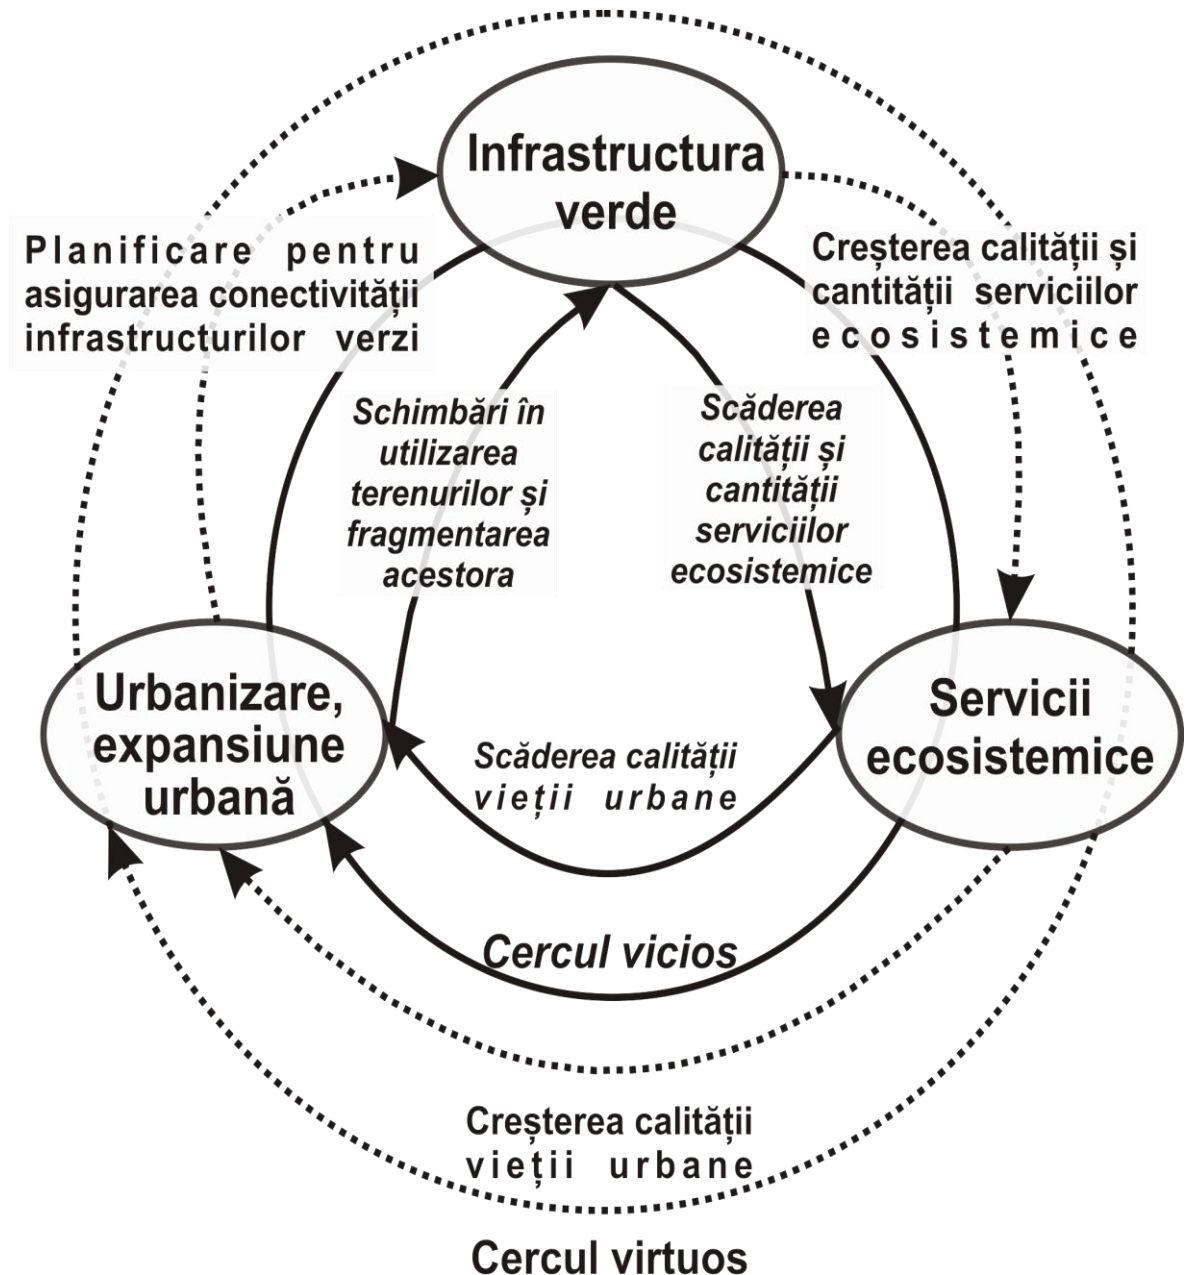 Infrastructura
verde
Planificare pentru
asigurarea conectivității
infrastructurilor verzi
Creșterea calității și
cantității serviciilor
ecosistemice
Schimbări în
utilizarea
terenurilor și
fragmentarea
acestora
Scăderea
calității și
cantității
serviciilor
ecosistemice
Urbanizare,
expansiune
urbană
Servicii
ecosistemice
Scăderea calității
vieții urbane
Cercul vicios
Creșterea calității
vieții urbane
Cercul virtuos